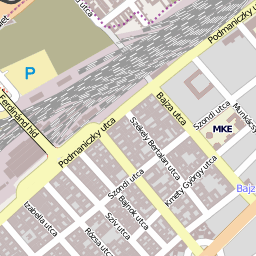 Podmaniczky utca
P
Bajza utca
Ferdinánd híd
Munkácsy
MKE
Szondi utca
Podmaniczky utca
Székely Bertalan utca
Kmety György utca
Bajz
Szondi utca
Bajnok utca
Izabella utca
Szív utca
Rózsa utca